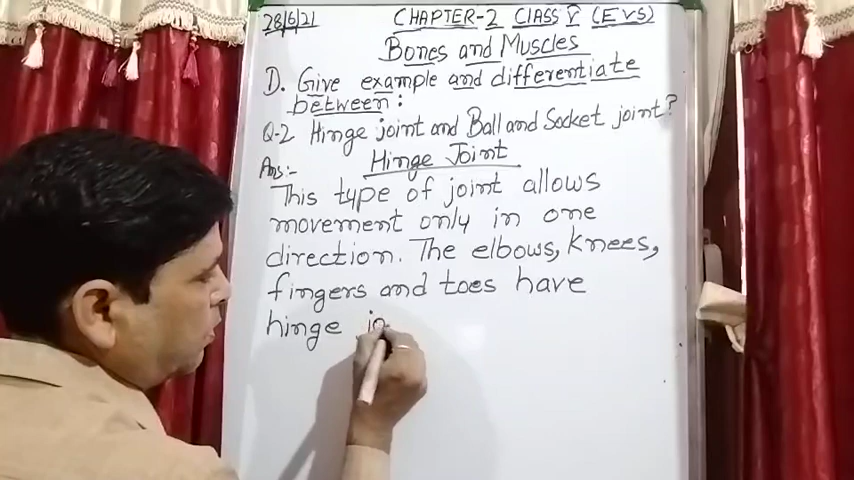 28/6/21 CHAPTER-2 CLASS V (EVS)
Bones and Muscles
D. Give example and differentiate
between :
Q-2 Hinge joint and Ball and Socket joint?
Ans:- Hinge Joint
This type of joint allows
movement only in one
direction. The elbows, knees,
fingers and toes have
hinge jo